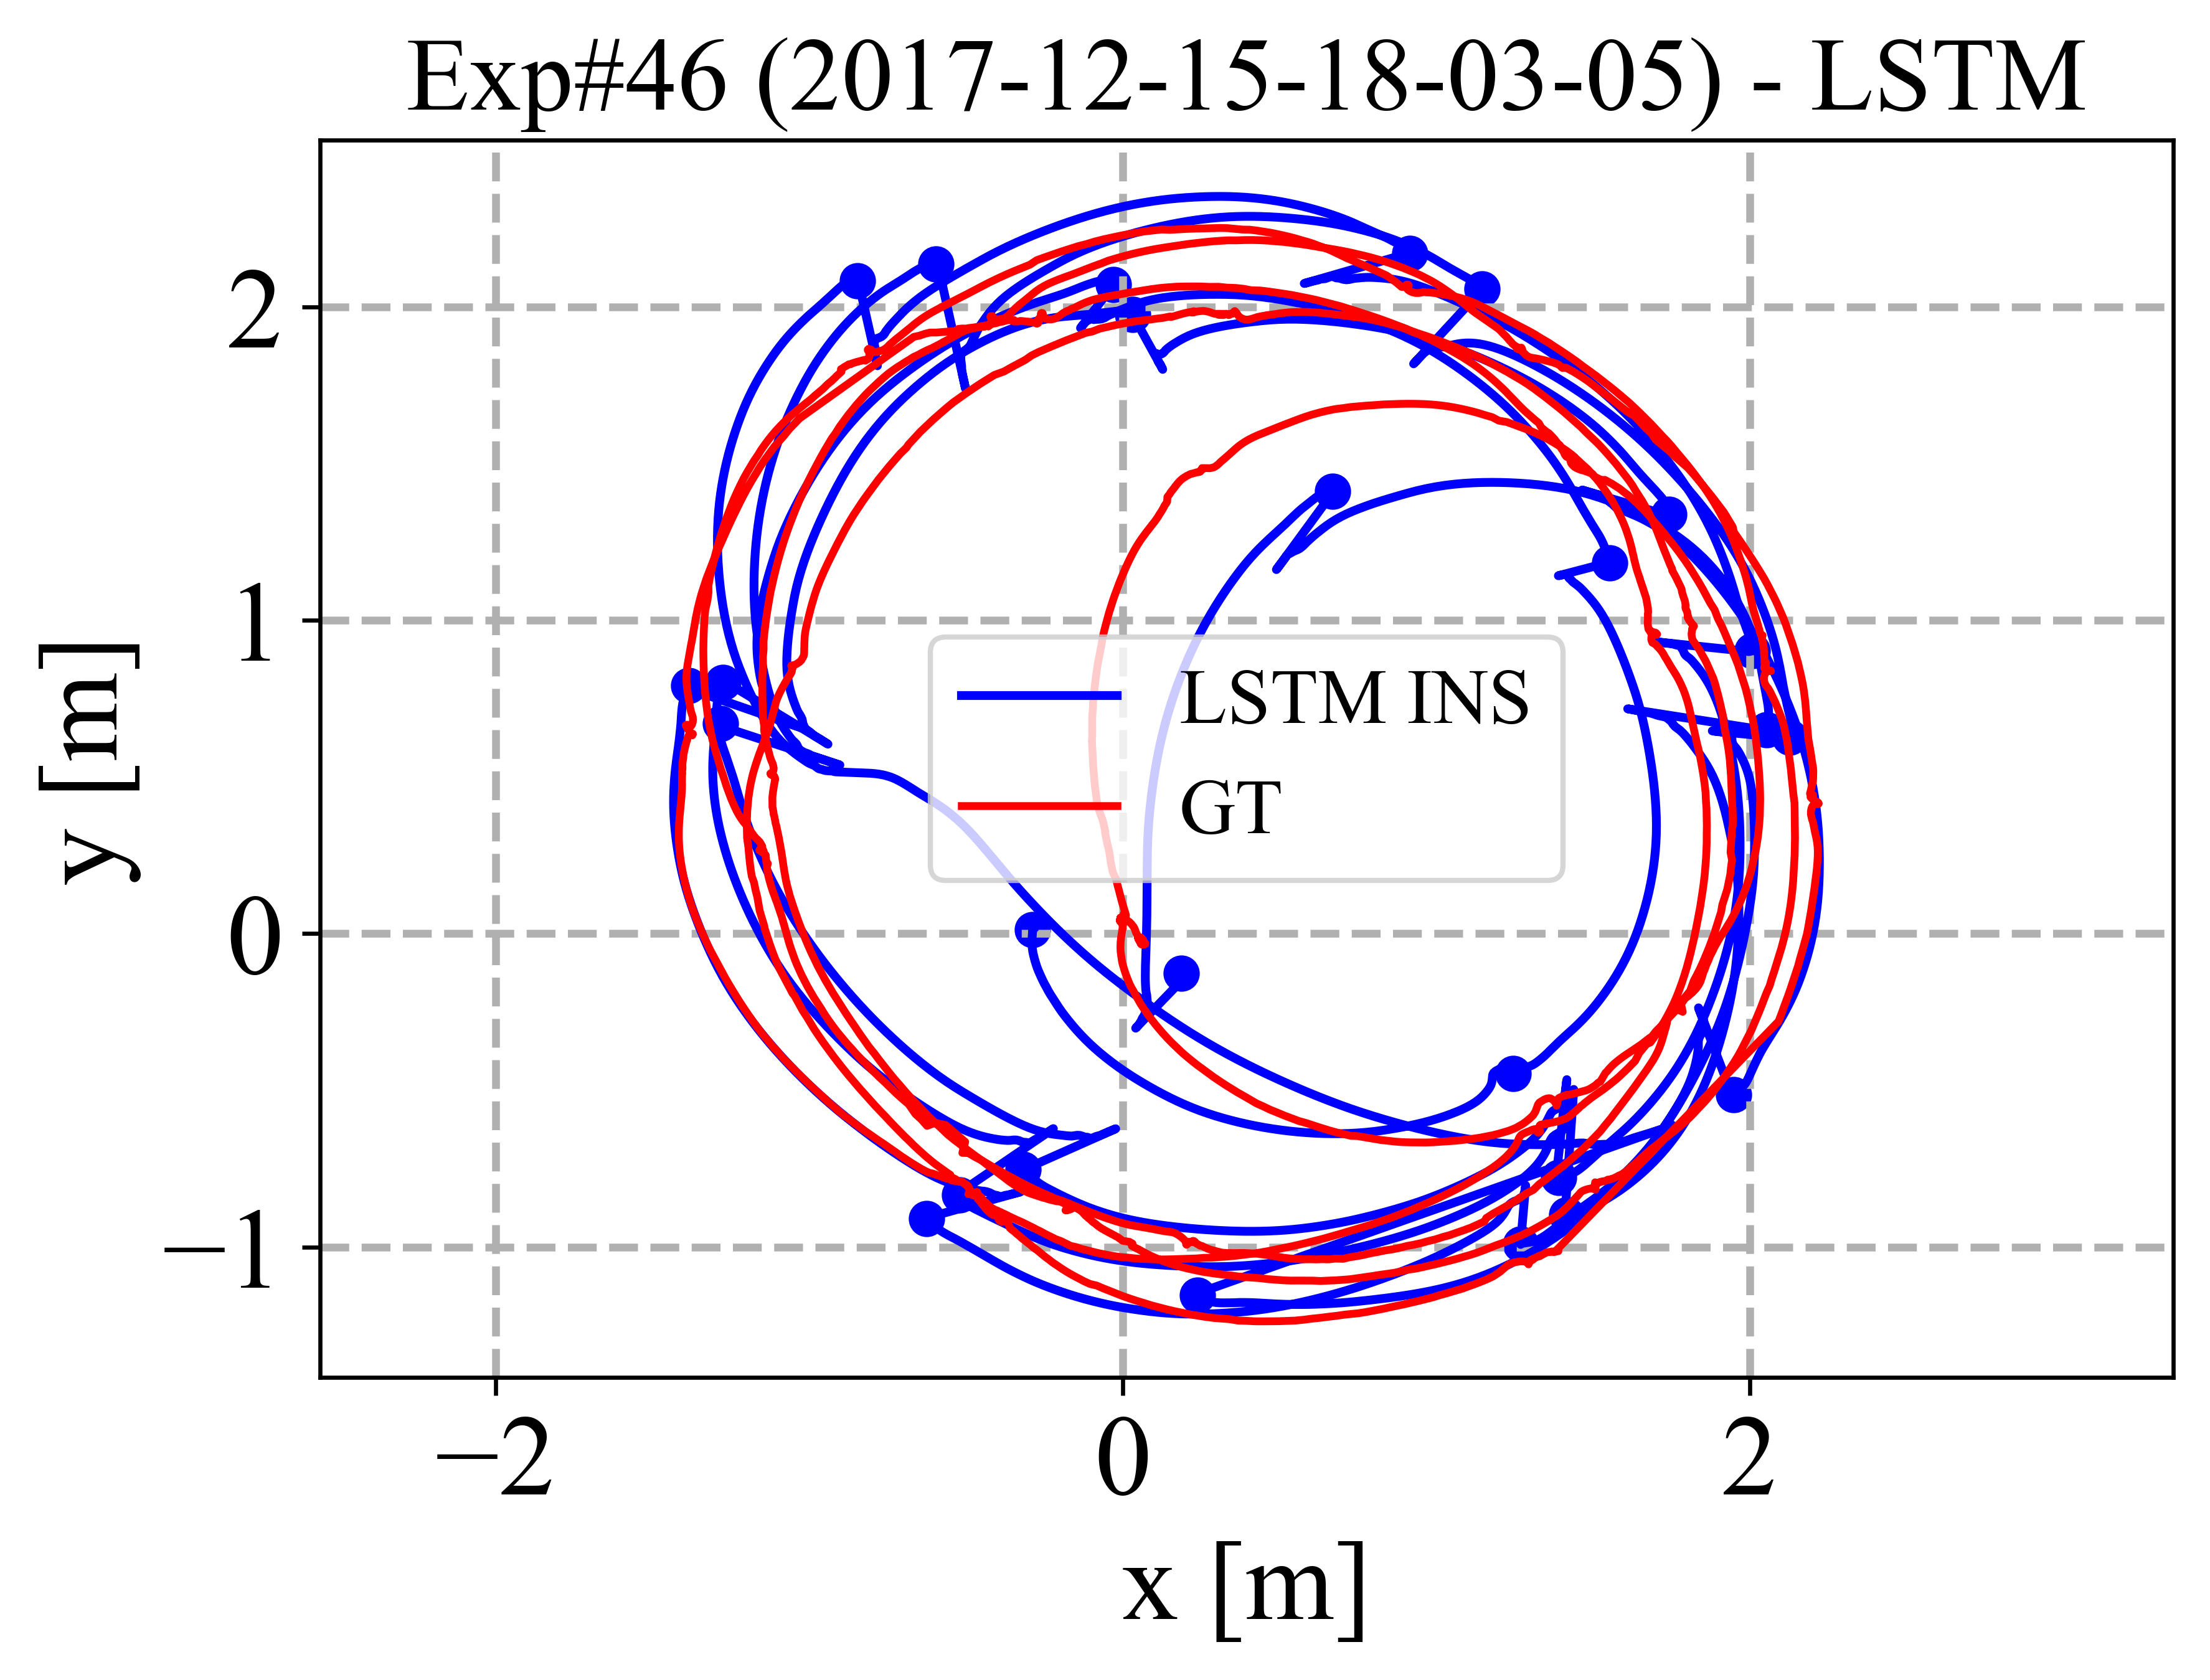 Exp#46 (2017-12-15-18-03-05) - LSTM
y [m]
2
1
0
−1
LSTM INS
GT
−2
0
2
x [m]